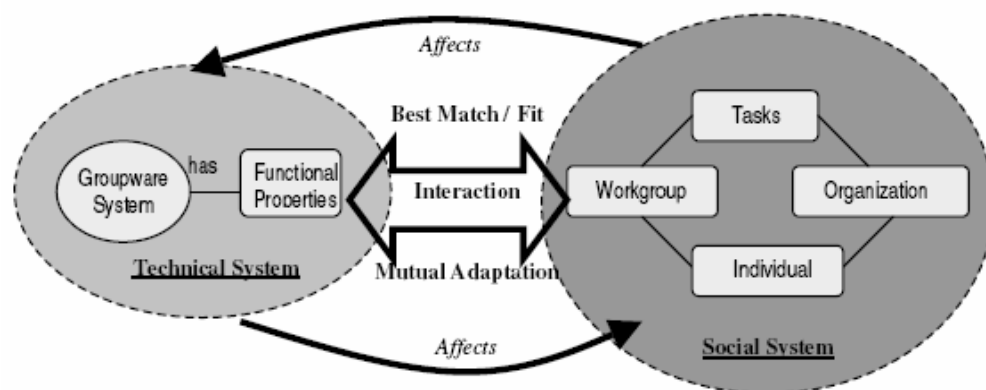 Affects
Best Match / Fit
Tasks
has
Groupware
System
Functional
Properties
Interaction
Workgroup
Organization
Technical System
Mutual Adaptation
Individual
Affects
Social System